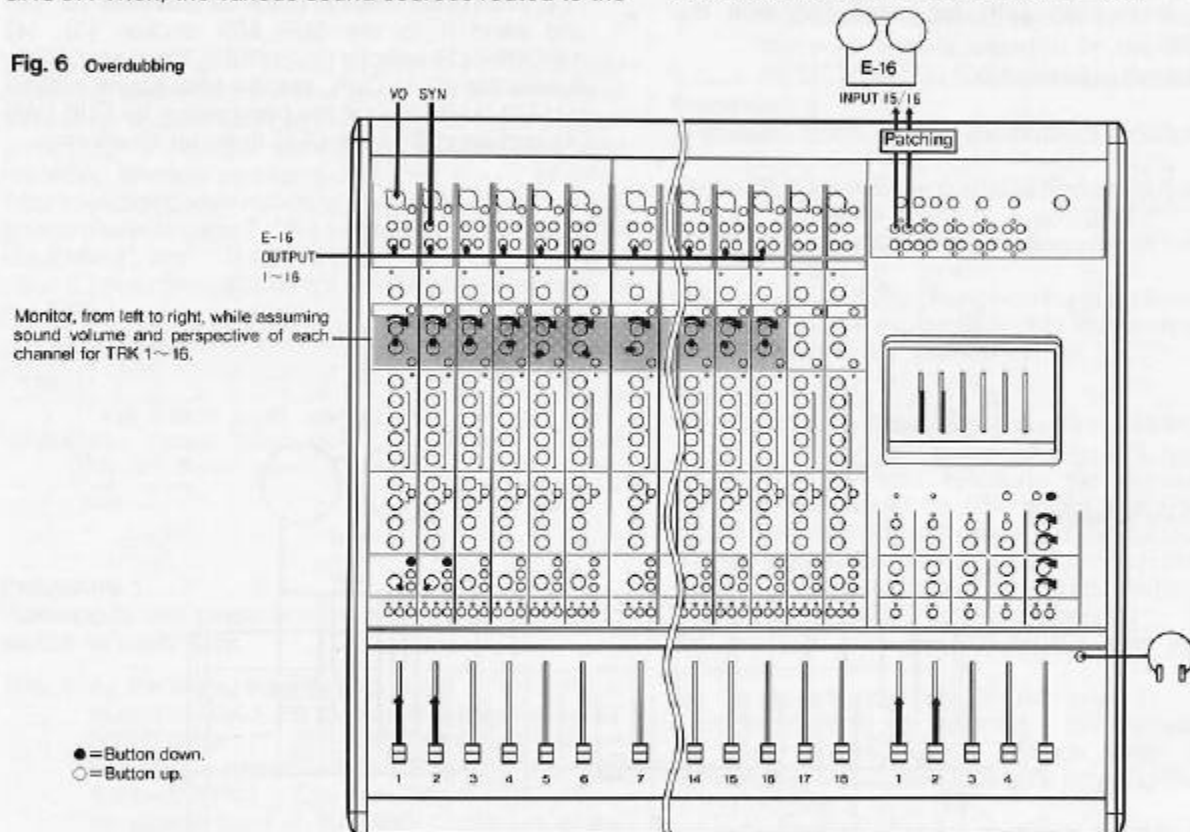 Fig. 6 Overdubbing
VO SYN
E-16
INPUT 15/16
Patching
E-16
OUTPUT
1~16
Monitor, from left to right, while assuming
sound volume and perspective of each
channel for TRK 1~16.
●=Button down.
○=Button up.
1 2 3 4 5 6 7 14 15 16 17 18 1 2 3 4